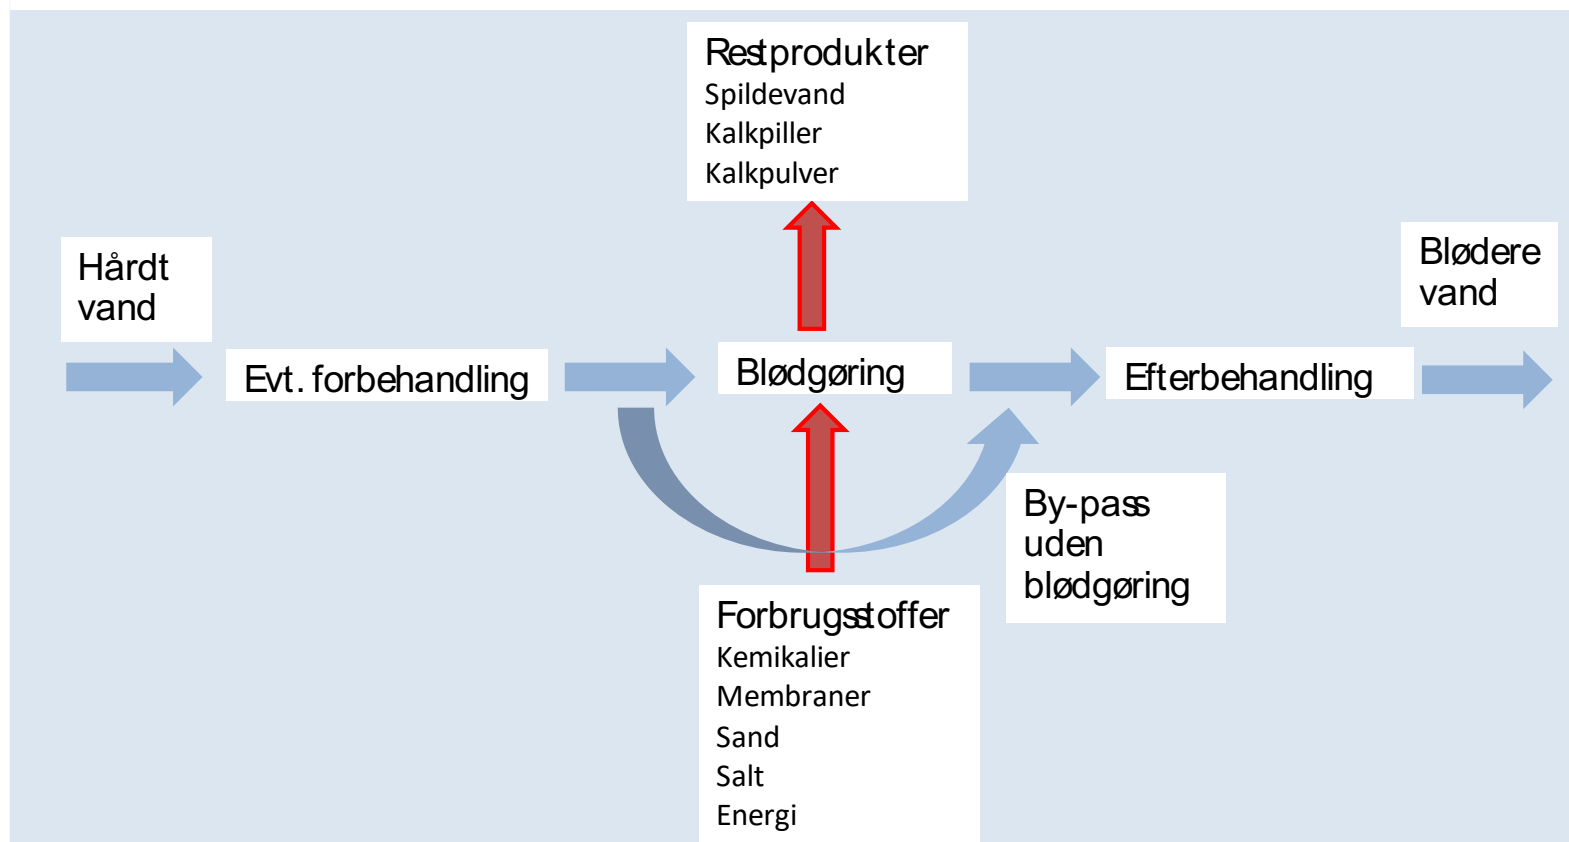 Restprodukter
Spildevand
Kalkpiller
Kalkpulver
Hårdt
vand
Blødere
vand
Evt. forbehandling
Blødgøring
Efterbehandling
By-pass
uden
blødgøring
Forbrugsstoffer
Kemikalier
Membraner
Sand
Salt
Energi